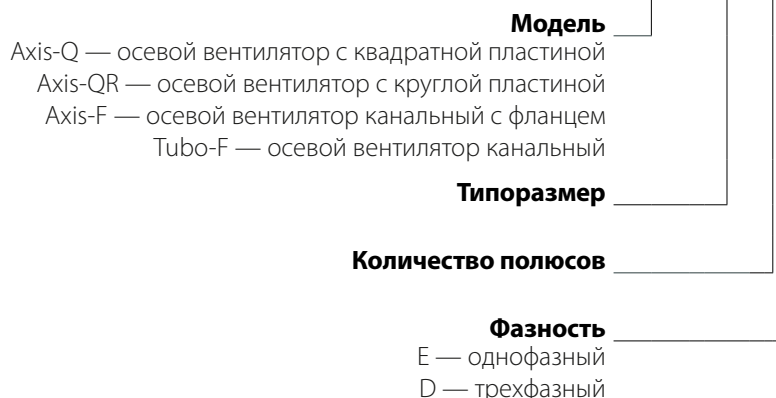 Модель
Axis-Q — осевой вентилятор с квадратной пластиной
Axis-QR — осевой вентилятор с круглой пластиной
Axis-F — осевой вентилятор канальный с фланцем
Tubo-F — осевой вентилятор канальный
Типоразмер
Количество полюсов
Фазность
E — однофазный
D — трехфазный